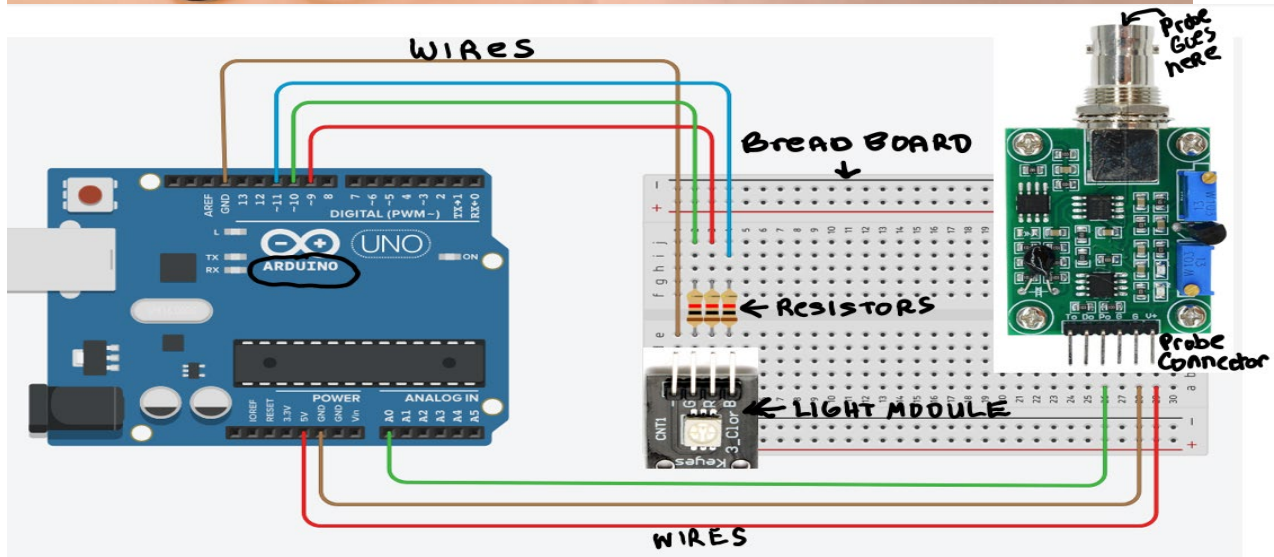 WIRes
Probe
Goes
here
BreAD BOARD
ReSISTORS
LIGHT MODULE
Probe
Conncetor
WIRES
AREF
GND
13
12
~11
~10
~9
8
7
~6
~5
4
~3
2
TX→1
RX←0
DIGITAL (PWM~)
L
TX
RX
UNO
ARDUINO
ON
POWER
ANALOG IN
IOREF
RESET
3.3V
5V
GND
GND
Vin
A0
A1
A2
A3
A4
A5
To Do Po G G V+
- G R B
CNT1
3_Clor
Keyes
W103